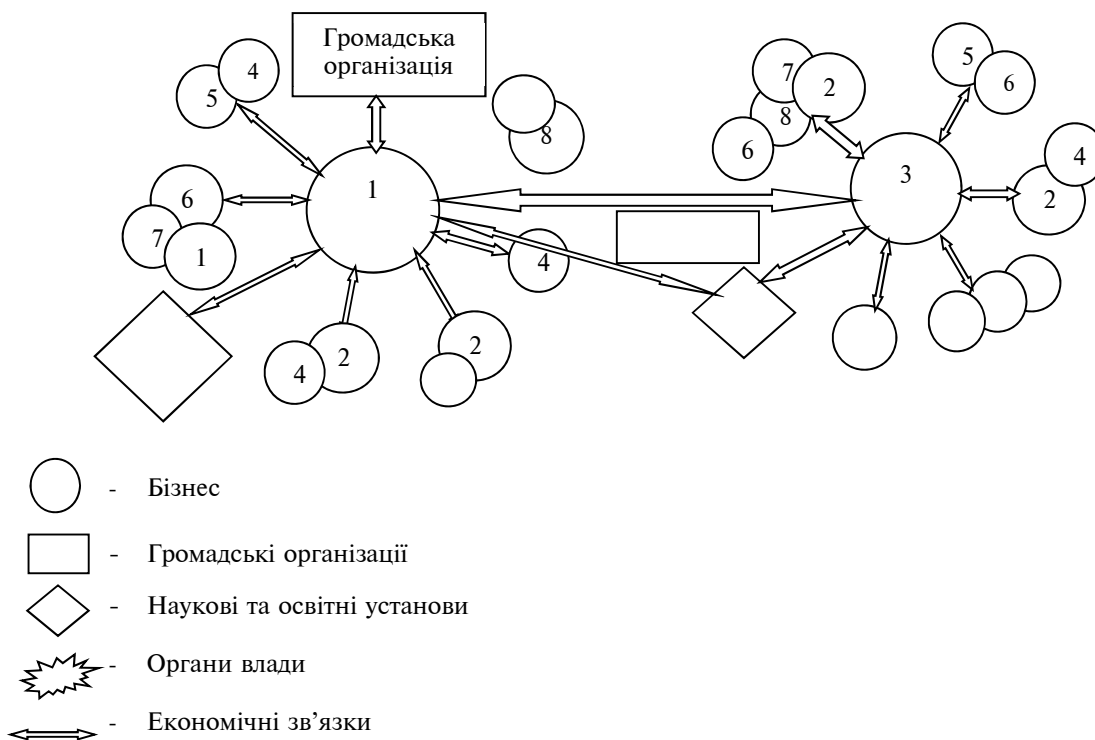 Громадська
організація
4
5
8
7
2
8
6
5
6
4
2
3
1
6
7
1
4
2
4
2
- Бізнес
- Громадські організації
- Наукові та освітні установи
- Органи влади
- Економічні зв’язки